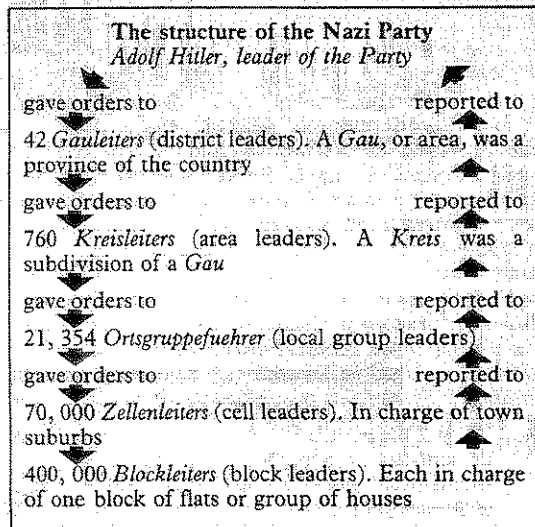 The structure of the Nazi Party
Adolf Hitler, leader of the Party
gave orders to reported to
42 Gauleiters (district leaders). A Gau, or area, was a
province of the country
gave orders to reported to
760 Kreisleiters (area leaders). A Kreis was a
subdivision of a Gau
gave orders to reported to
21, 354 Ortsgruppefuehrer (local group leaders)
gave orders to reported to
70, 000 Zellenleiters (cell leaders). In charge of town
suburbs
400, 000 Blockleiters (block leaders). Each in charge
of one block of flats or group of houses